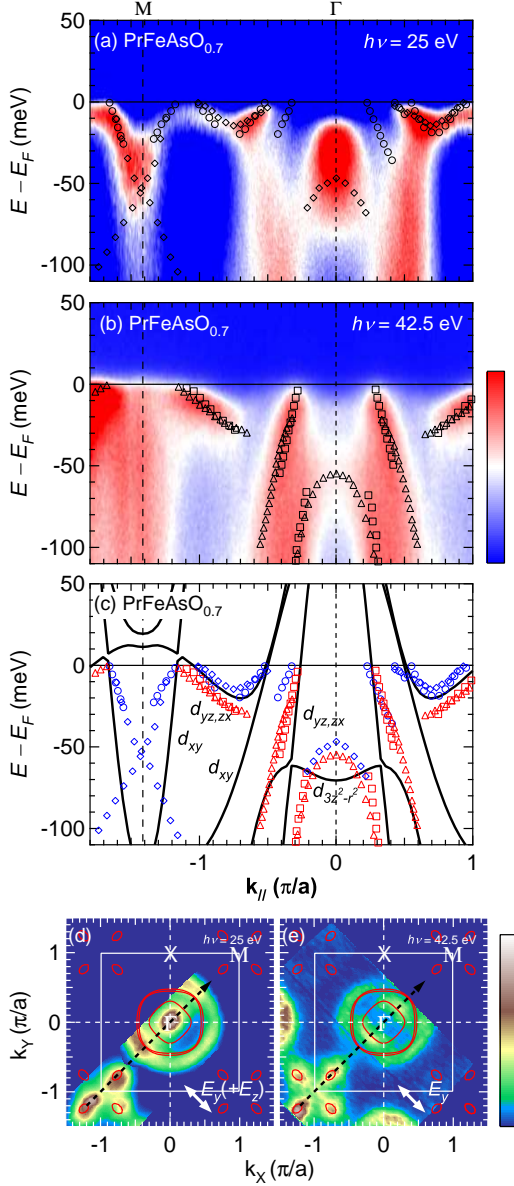 M Γ
(a) PrFeAsO0.7 hν = 25 eV
50
0
-50
-100
E – EF (meV)
(b) PrFeAsO0.7 hν = 42.5 eV
50
0
-50
-100
E – EF (meV)
(c) PrFeAsO0.7
50
0
-50
-100
E – EF (meV)
dyz,zx
dxy
dxy
dyz,zx
d3z²-r²
-1 0 1
k// (π/a)
(d) X hν = 25 eV M
Γ
Ey(+Ez)
1
0
-1
kY (π/a)
-1 0 1
kX (π/a)
(e) X hν = 42.5 eV M
Γ
Ey
-1 0 1